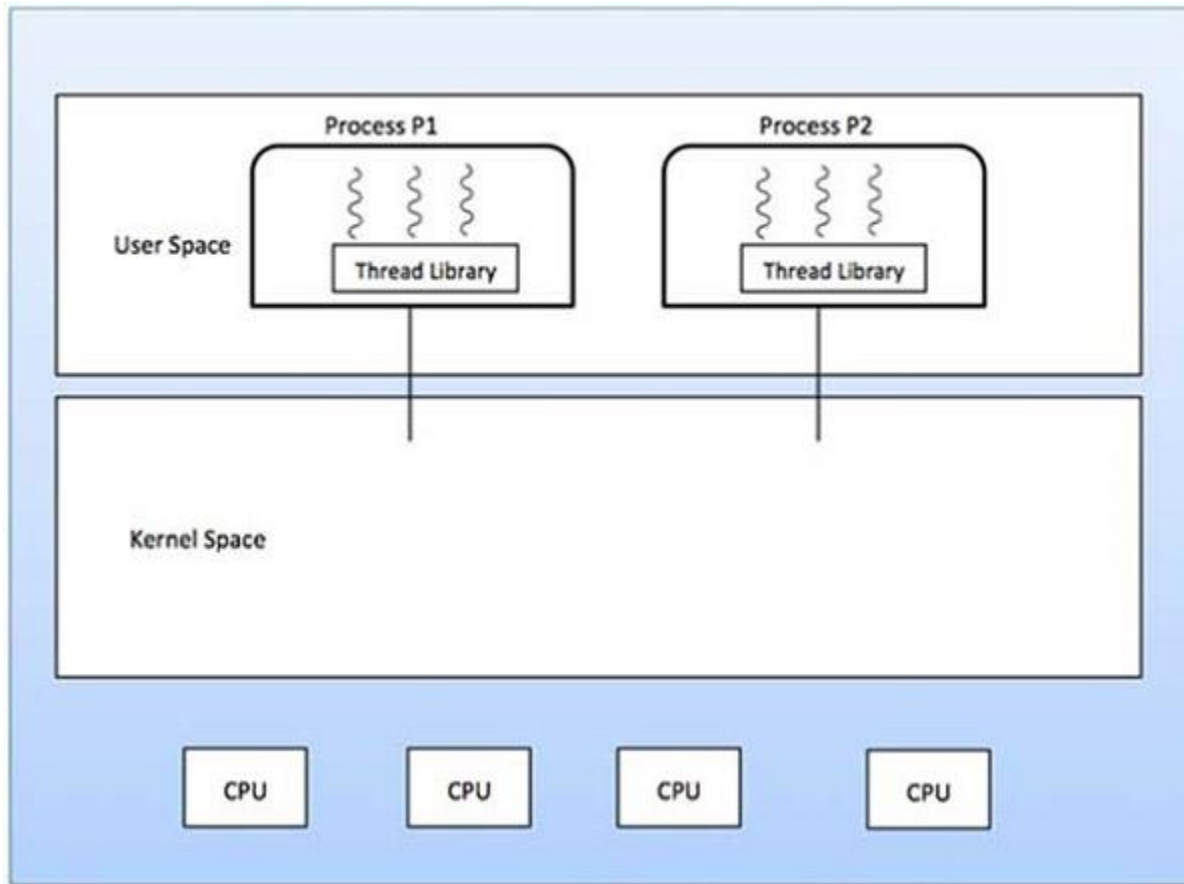 Process P1
Process P2
User Space
Thread Library
Thread Library
Kernel Space
CPU
CPU
CPU
CPU